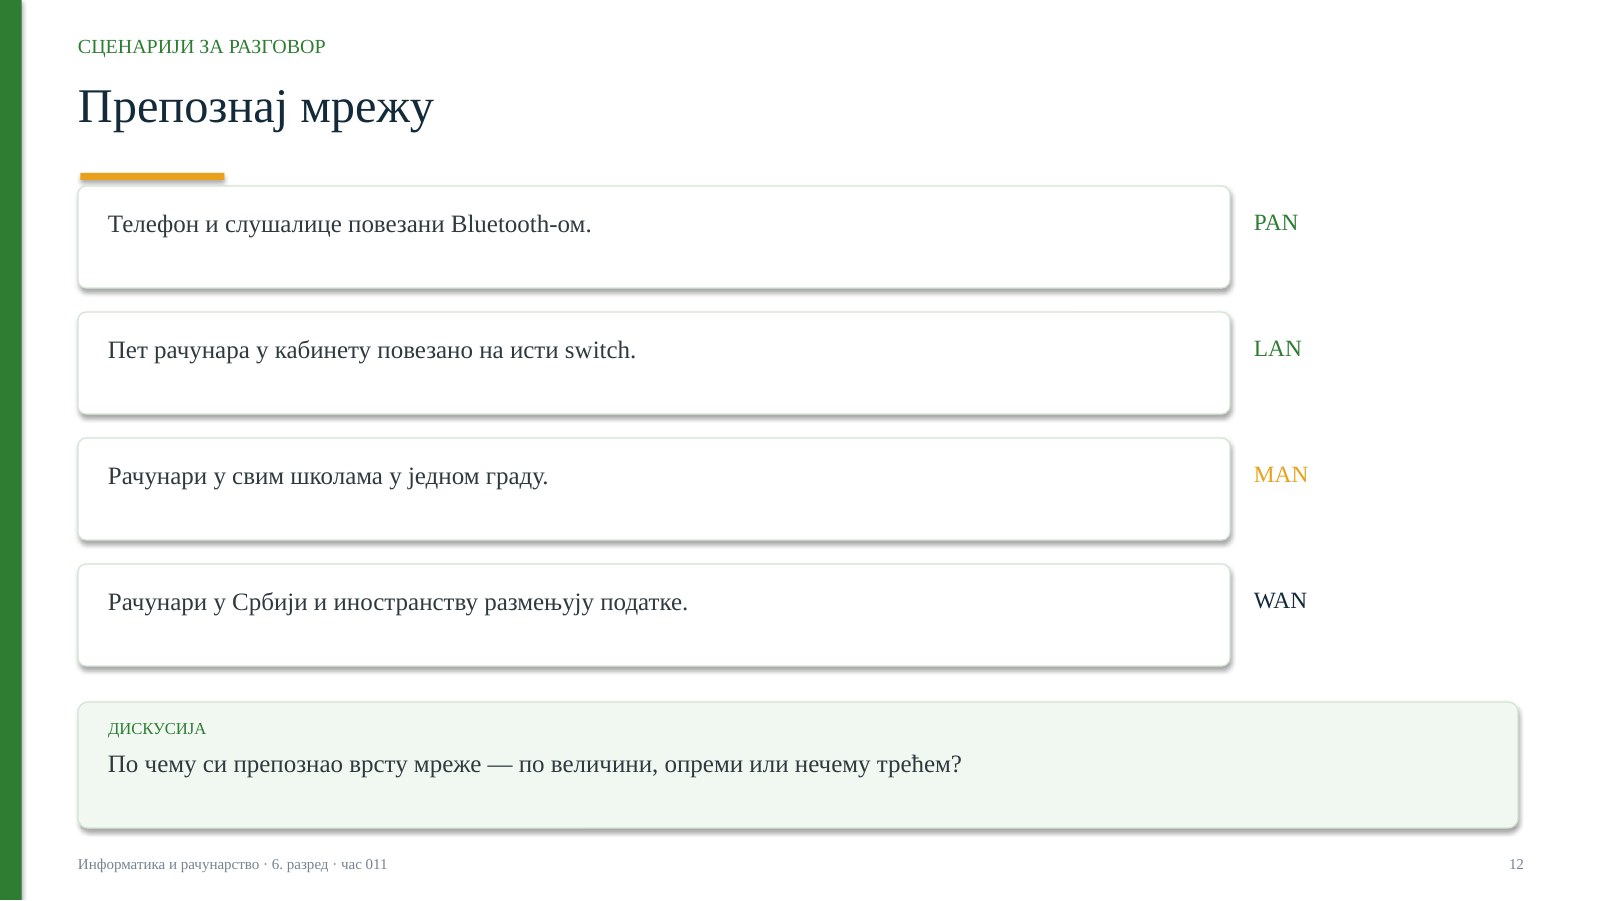 СЦЕНАРИЈИ ЗА РАЗГОВОР
Препознај мрежу
Телефон и слушалице повезани Bluetooth-ом.
PAN
Пет рачунара у кабинету повезано на исти switch.
LAN
Рачунари у свим школама у једном граду.
MAN
Рачунари у Србији и иностранству размењују податке.
WAN
ДИСКУСИЈА
По чему си препознао врсту мреже — по величини, опреми или нечему трећем?
Информатика и рачунарство · 6. разред · час 011
12